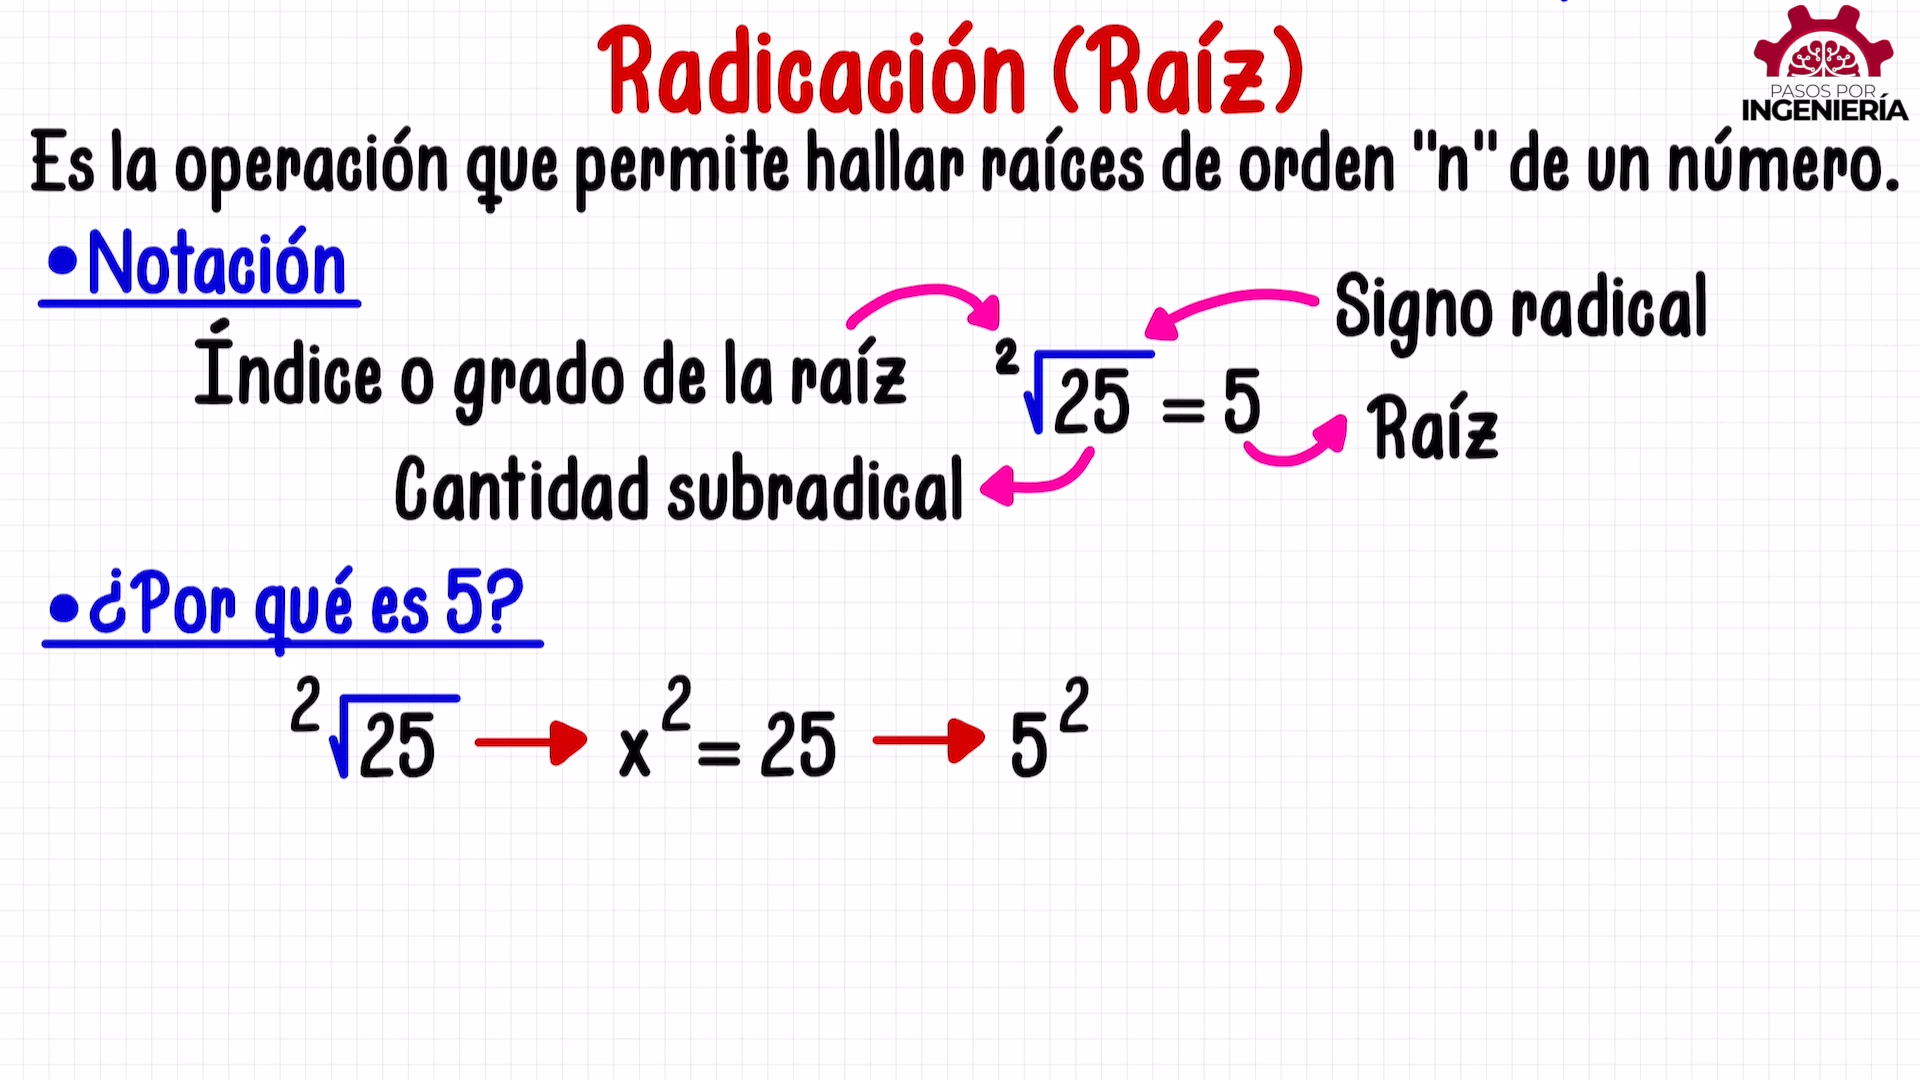 Radicación (Raíz)
PASOS POR
INGENIERÍA
Es la operación que permite hallar raíces de orden "n" de un número.
•Notación
Signo radical
Índice o grado de la raíz
²√25 = 5
Raíz
Cantidad subradical
•¿Por qué es 5?
²√25 → x² = 25 → 5²